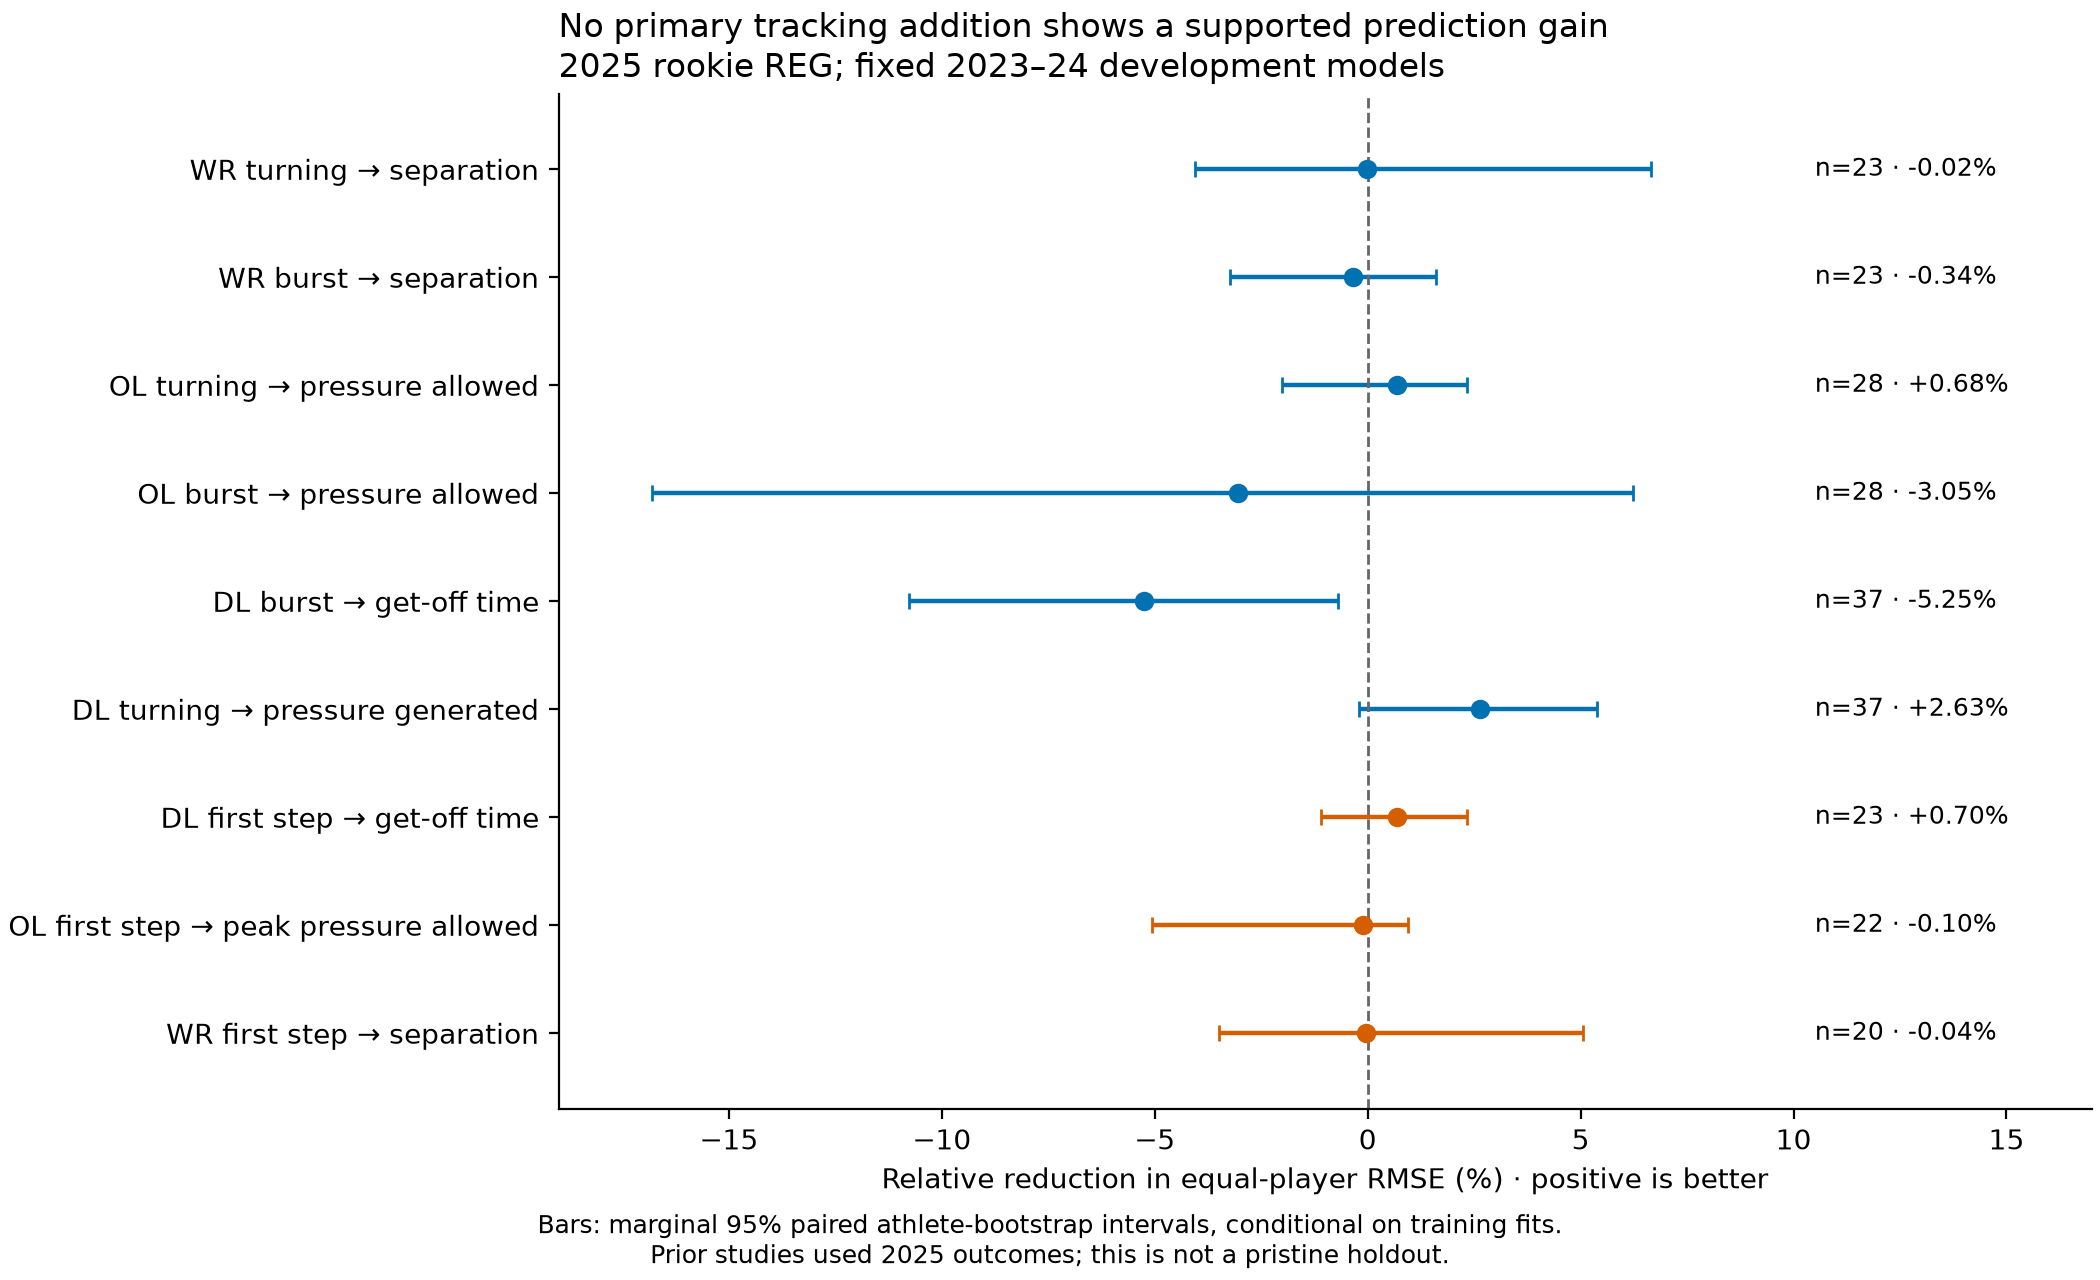 No primary tracking addition shows a supported prediction gain
2025 rookie REG; fixed 2023–24 development models
WR turning → separation
n=23 · -0.02%
WR burst → separation
n=23 · -0.34%
OL turning → pressure allowed
n=28 · +0.68%
OL burst → pressure allowed
n=28 · -3.05%
DL burst → get-off time
n=37 · -5.25%
DL turning → pressure generated
n=37 · +2.63%
DL first step → get-off time
n=23 · +0.70%
OL first step → peak pressure allowed
n=22 · -0.10%
WR first step → separation
n=20 · -0.04%
−15 −10 −5 0 5 10 15
Relative reduction in equal-player RMSE (%) · positive is better
Bars: marginal 95% paired athlete-bootstrap intervals, conditional on training fits.
Prior studies used 2025 outcomes; this is not a pristine holdout.